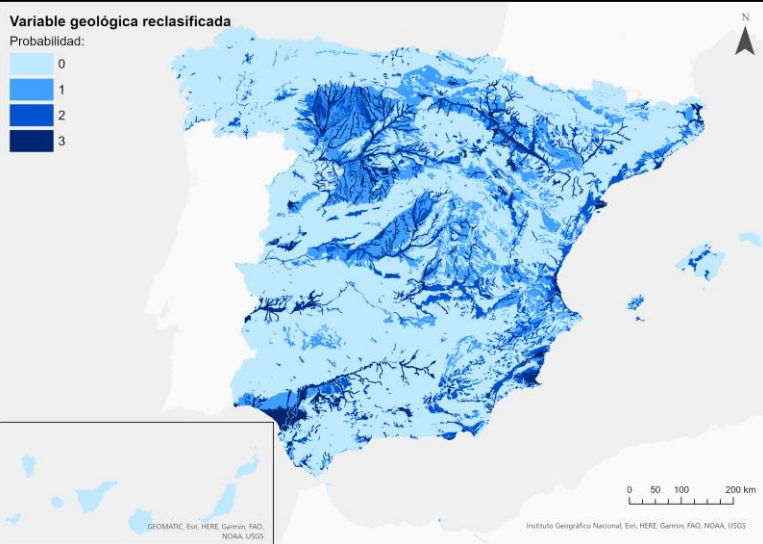 Variable geológica reclasificada
Probabilidad:
0
1
2
3
N
0 50 100 200 km
GEOMATIC, Esri, HERE, Garmin, FAO,
NOAA, USGS
Instituto Geográfico Nacional, Esri, HERE, Garmin, FAO, NOAA, USGS